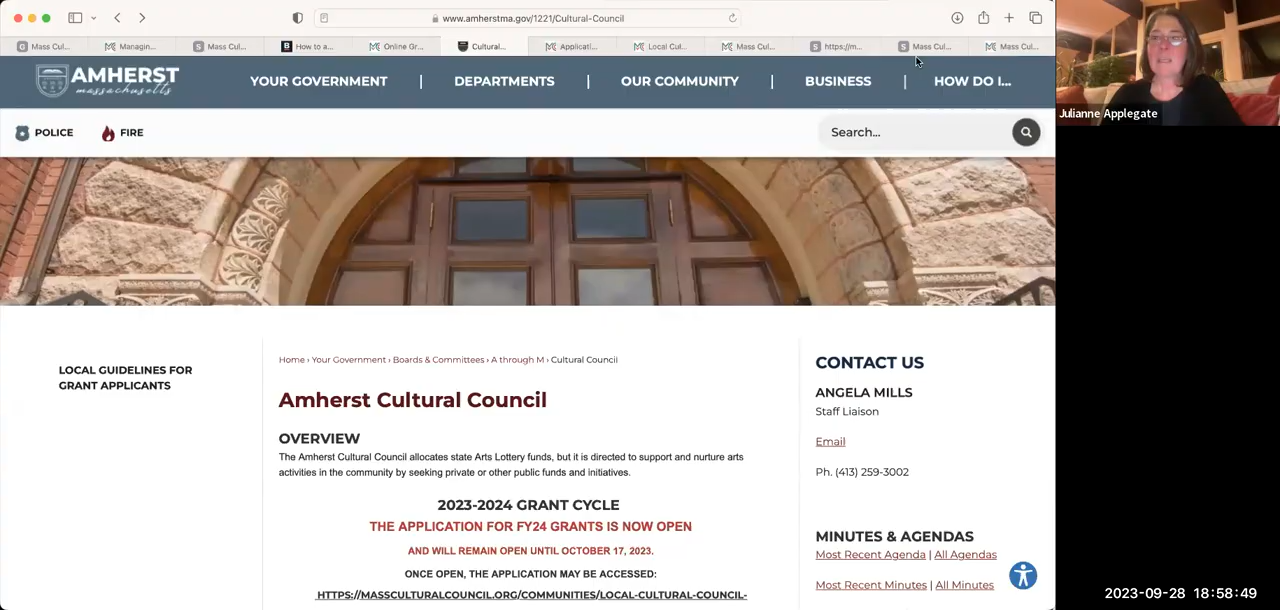 www.amherstma.gov/1221/Cultural-Council
Mass Cul...
Managin...
Mass Cul...
How to a...
Online Gr...
Cultural...
Applicati...
Local Cul...
Mass Cul...
https://m...
Mass Cul...
Mass Cul...
AMHERST
massachusetts
YOUR GOVERNMENT | DEPARTMENTS | OUR COMMUNITY | BUSINESS | HOW DO I...
POLICE
FIRE
Search...
Julianne Applegate
LOCAL GUIDELINES FOR
GRANT APPLICANTS
Home › Your Government › Boards & Committees › A through M › Cultural Council
Amherst Cultural Council
OVERVIEW
The Amherst Cultural Council allocates state Arts Lottery funds, but it is directed to support and nurture arts
activities in the community by seeking private or other public funds and initiatives.
2023-2024 GRANT CYCLE
THE APPLICATION FOR FY24 GRANTS IS NOW OPEN
AND WILL REMAIN OPEN UNTIL OCTOBER 17, 2023.
ONCE OPEN, THE APPLICATION MAY BE ACCESSED:
HTTPS://MASSCULTURALCOUNCIL.ORG/COMMUNITIES/LOCAL-CULTURAL-COUNCIL-
CONTACT US
ANGELA MILLS
Staff Liaison
Email
Ph. (413) 259-3002
MINUTES & AGENDAS
Most Recent Agenda | All Agendas
Most Recent Minutes | All Minutes
2023-09-28 18:58:49